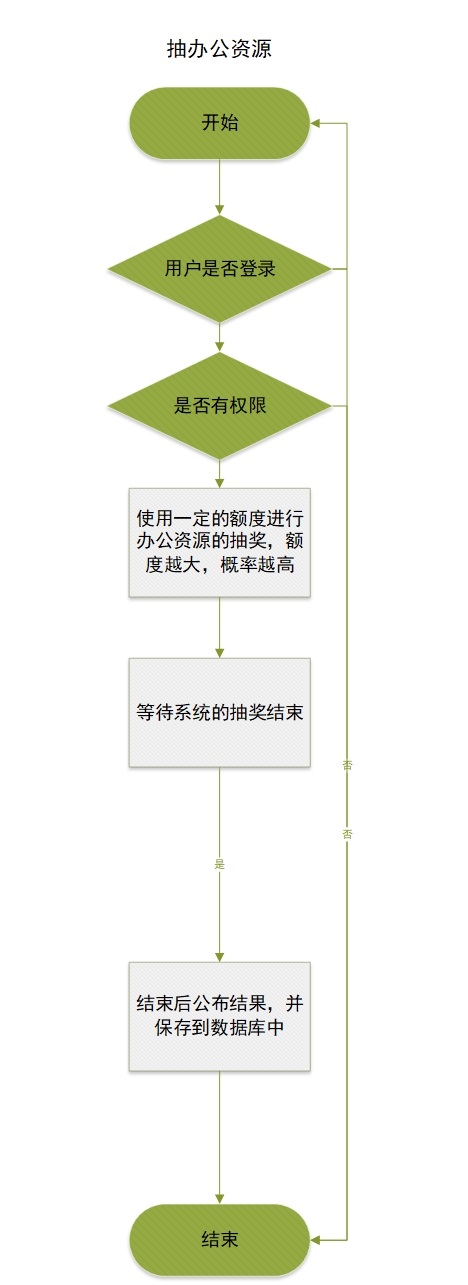 抽办公资源
开始
用户是否登录
是否有权限
使用一定的额度进行
办公资源的抽奖，额
度越大，概率越高
等待系统的抽奖结束
否
否
是
结束后公布结果，并
保存到数据库中
结束